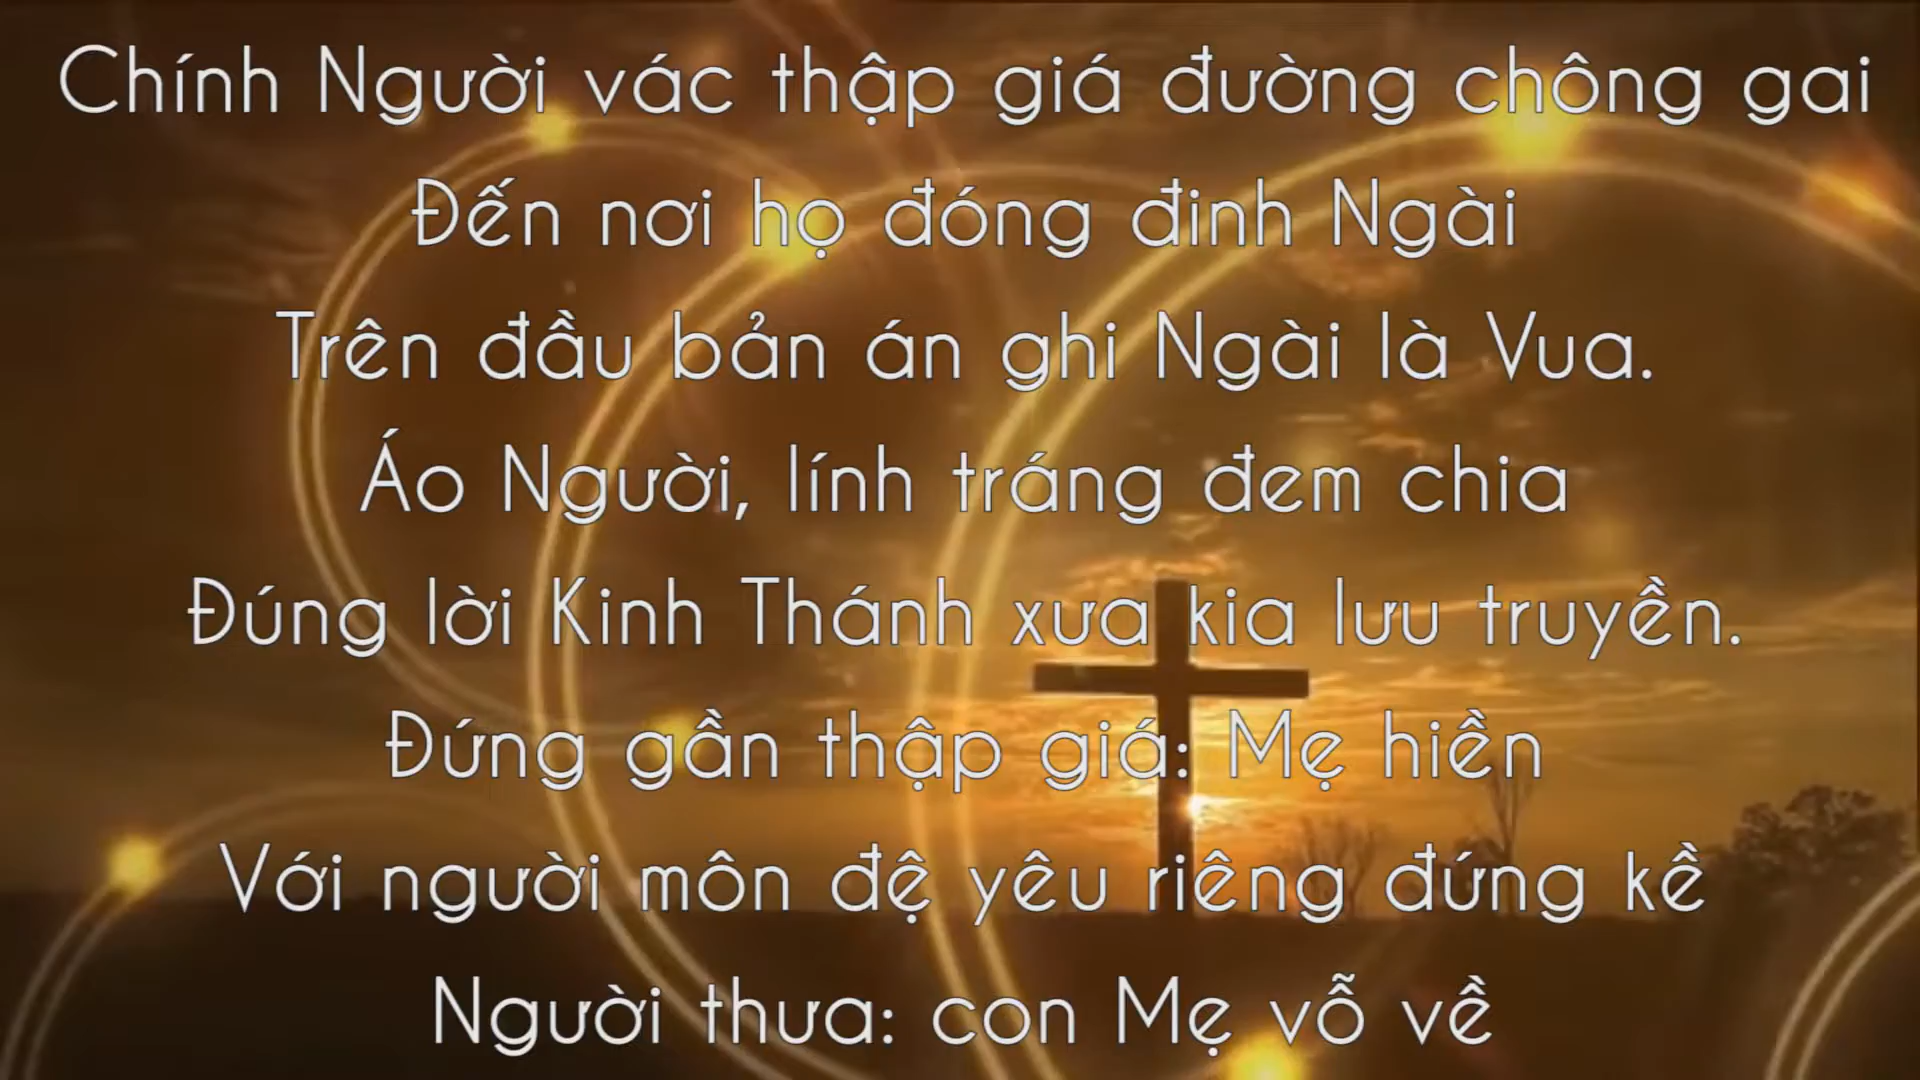 Chính Người vác thập giá đường chông gai
Đến nơi họ đóng đinh Ngài
Trên đầu bản án ghi Ngài là Vua.
Áo Người, lính tráng đem chia
Đúng lời Kinh Thánh xưa kia lưu truyền.
Đứng gần thập giá: Mẹ hiền
Với người môn đệ yêu riêng đứng kề
Người thưa: con Mẹ vỗ về